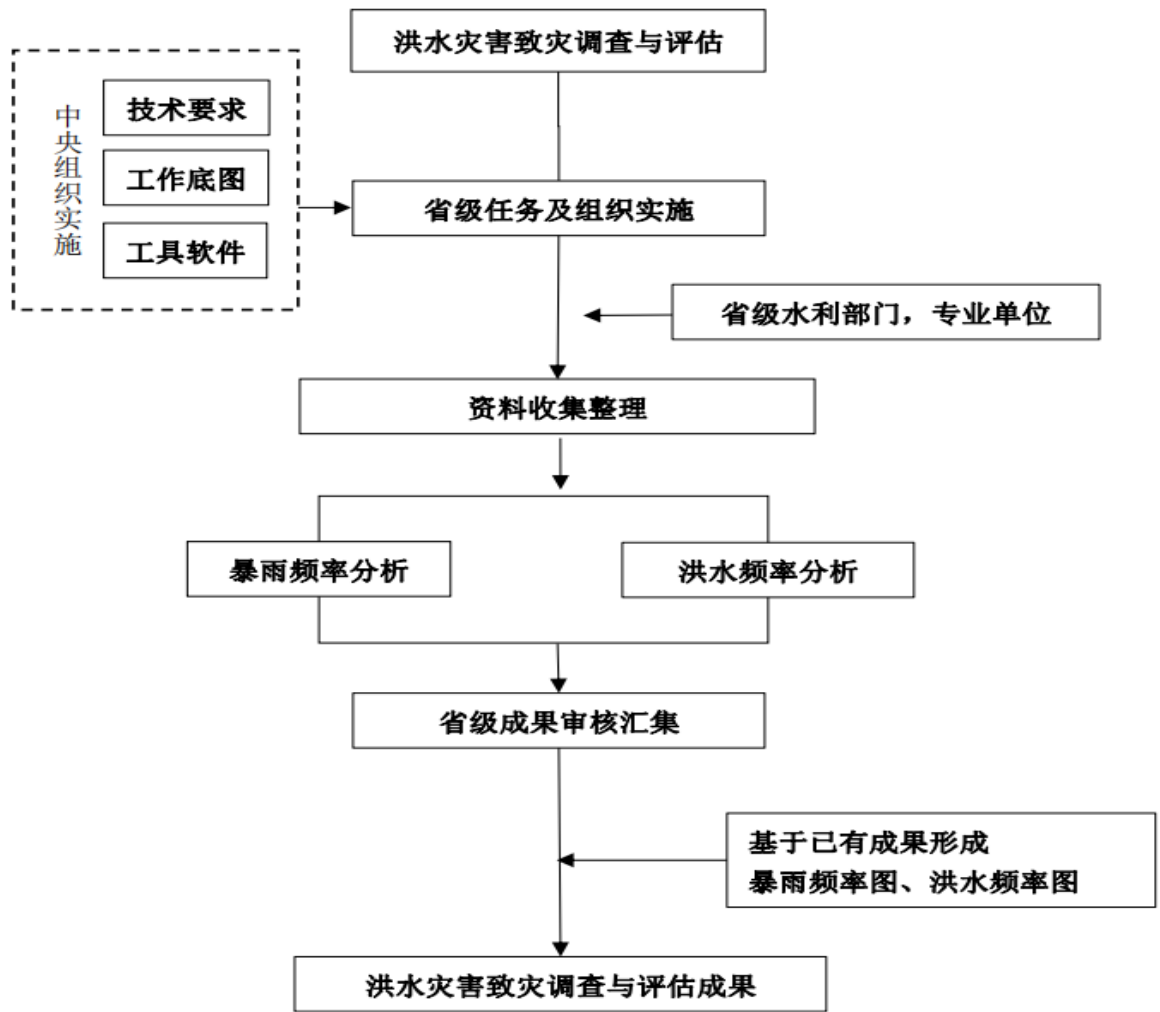 洪水灾害致灾调查与评估
中央组织实施
技术要求
工作底图
工具软件
省级任务及组织实施
省级水利部门，专业单位
资料收集整理
暴雨频率分析
洪水频率分析
省级成果审核汇集
基于已有成果形成
暴雨频率图、洪水频率图
洪水灾害致灾调查与评估成果